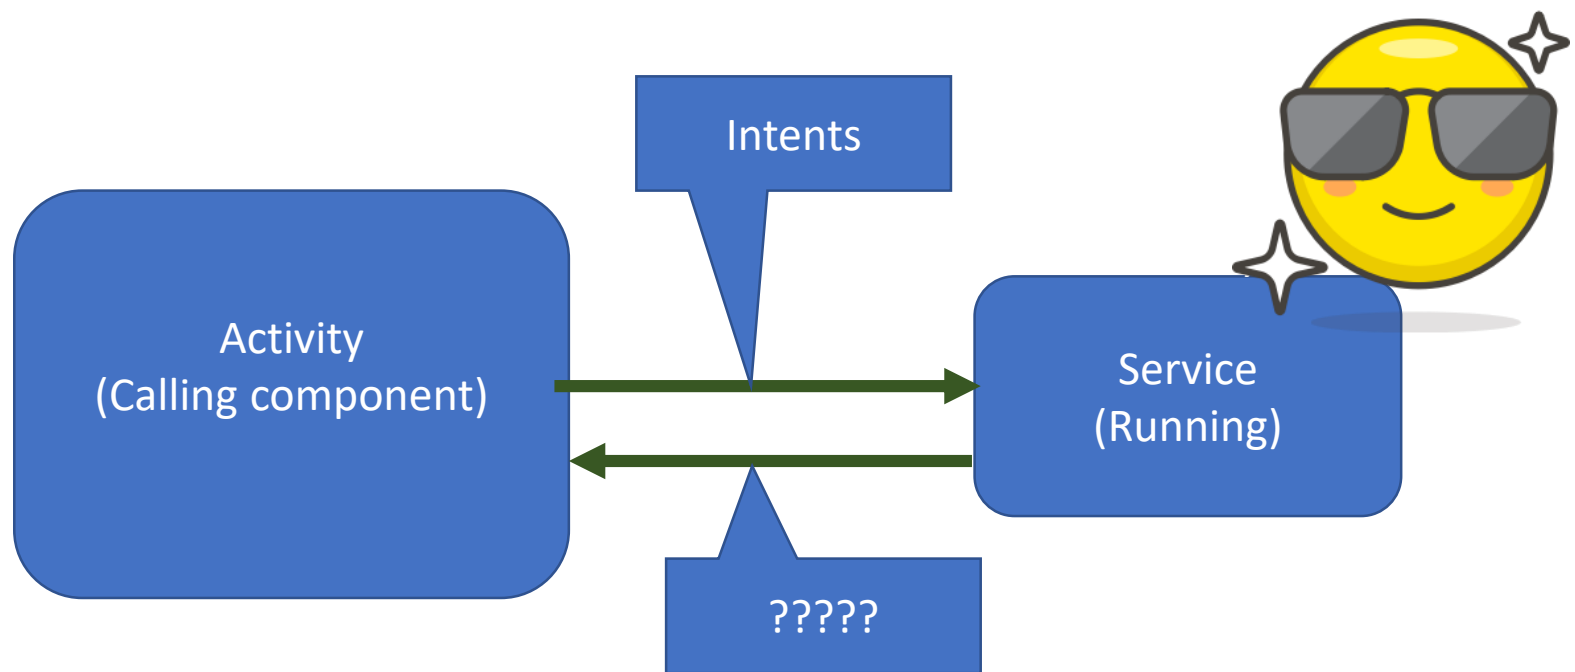 Intents
Activity
(Calling component)
Service
(Running)
?????